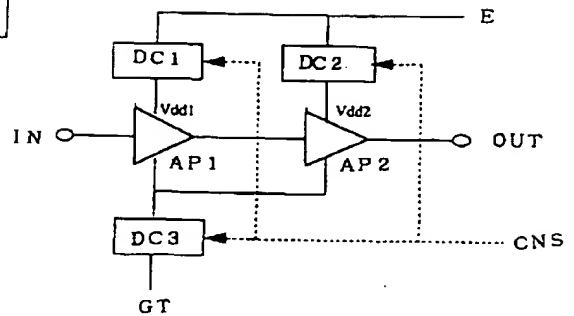 E
DC1
DC2
Vdd1
Vdd2
IN
OUT
AP1
AP2
DC3
CNS
GT